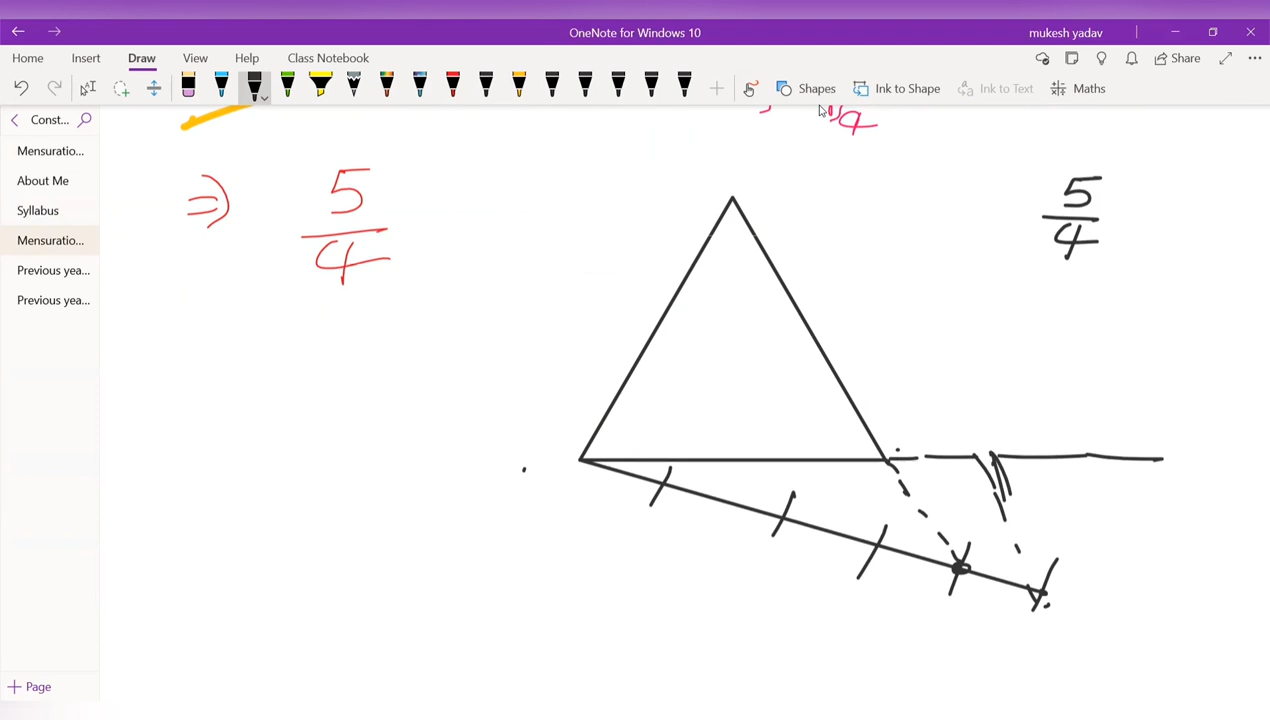 OneNote for Windows 10
mukesh yadav
Home
Insert
Draw
View
Help
Class Notebook
Share
Shapes
Ink to Shape
Ink to Text
Maths
Const...
Mensuratio...
About Me
Syllabus
Mensuratio...
Previous yea...
Previous yea...
Page
4
⇒ 5/4
5/4